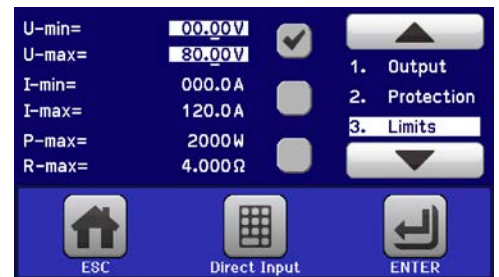 U-min= 00.00V
U-max= 80.00V
I-min= 000.0A
I-max= 120.0A
P-max= 2000W
R-max= 4.000Ω
1. Output
2. Protection
3. Limits
ESC
Direct Input
ENTER